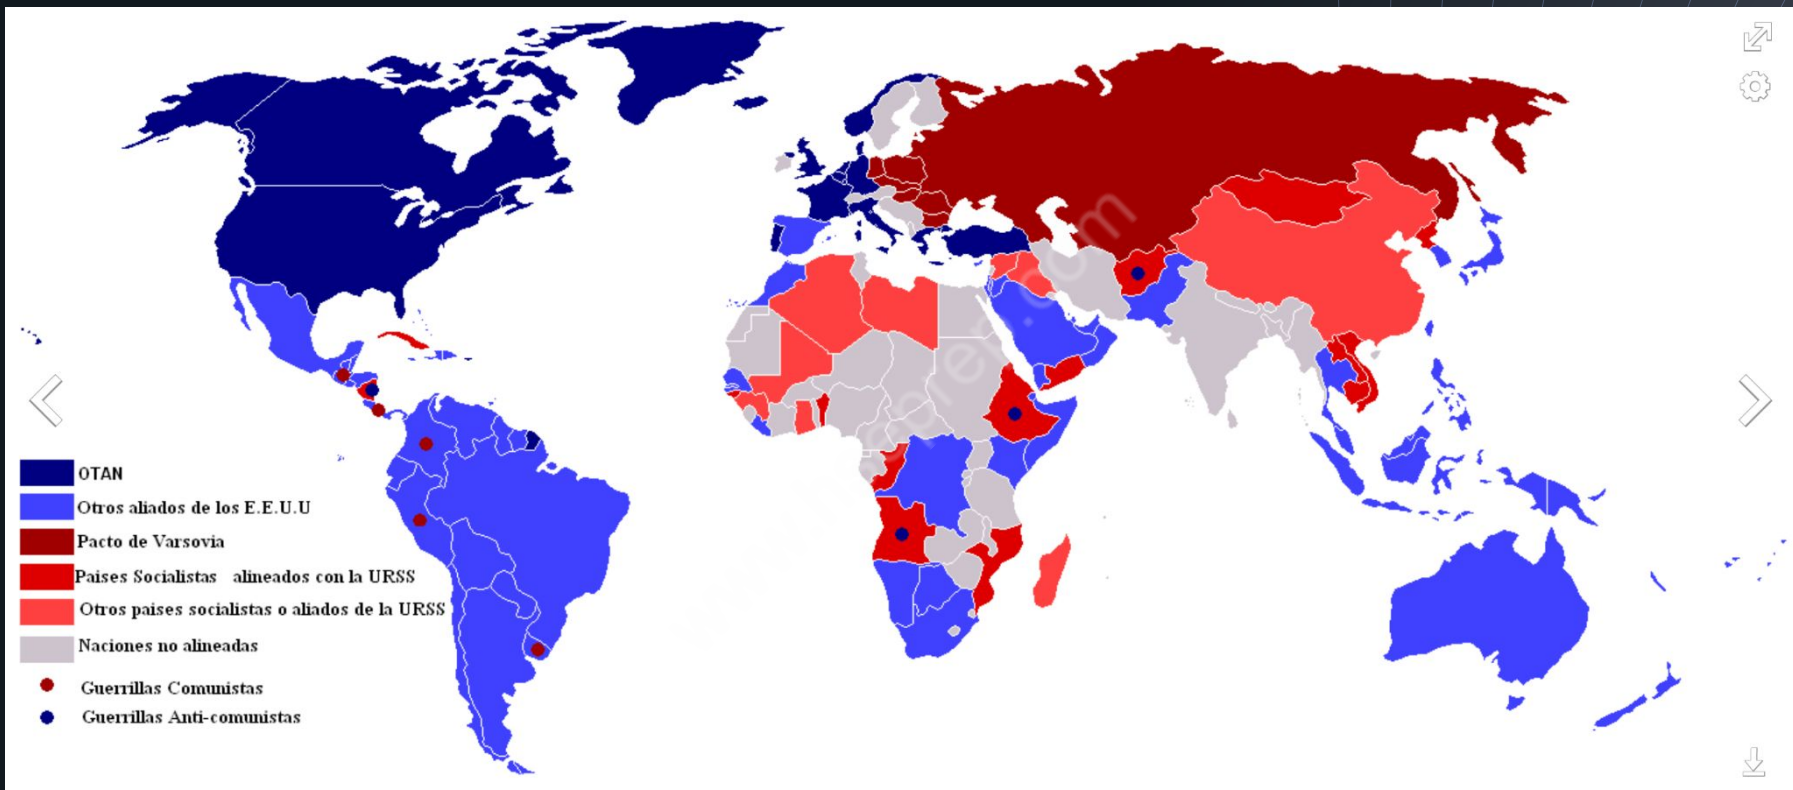 OTAN
Otros aliados de los E.E.U.U
Pacto de Varsovia
Paises Socialistas alineados con la URSS
Otros paises socialistas o aliados de la URSS
Naciones no alineadas
Guerrillas Comunistas
Guerrillas Anti-comunistas